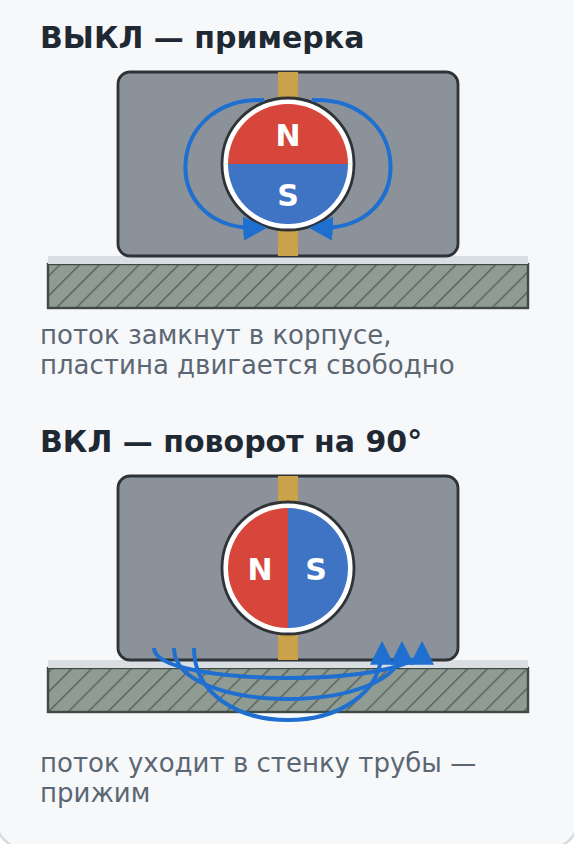 ВЫКЛ — примерка
N
S
поток замкнут в корпусе,
пластина двигается свободно
ВКЛ — поворот на 90°
N S
поток уходит в стенку трубы —
прижим